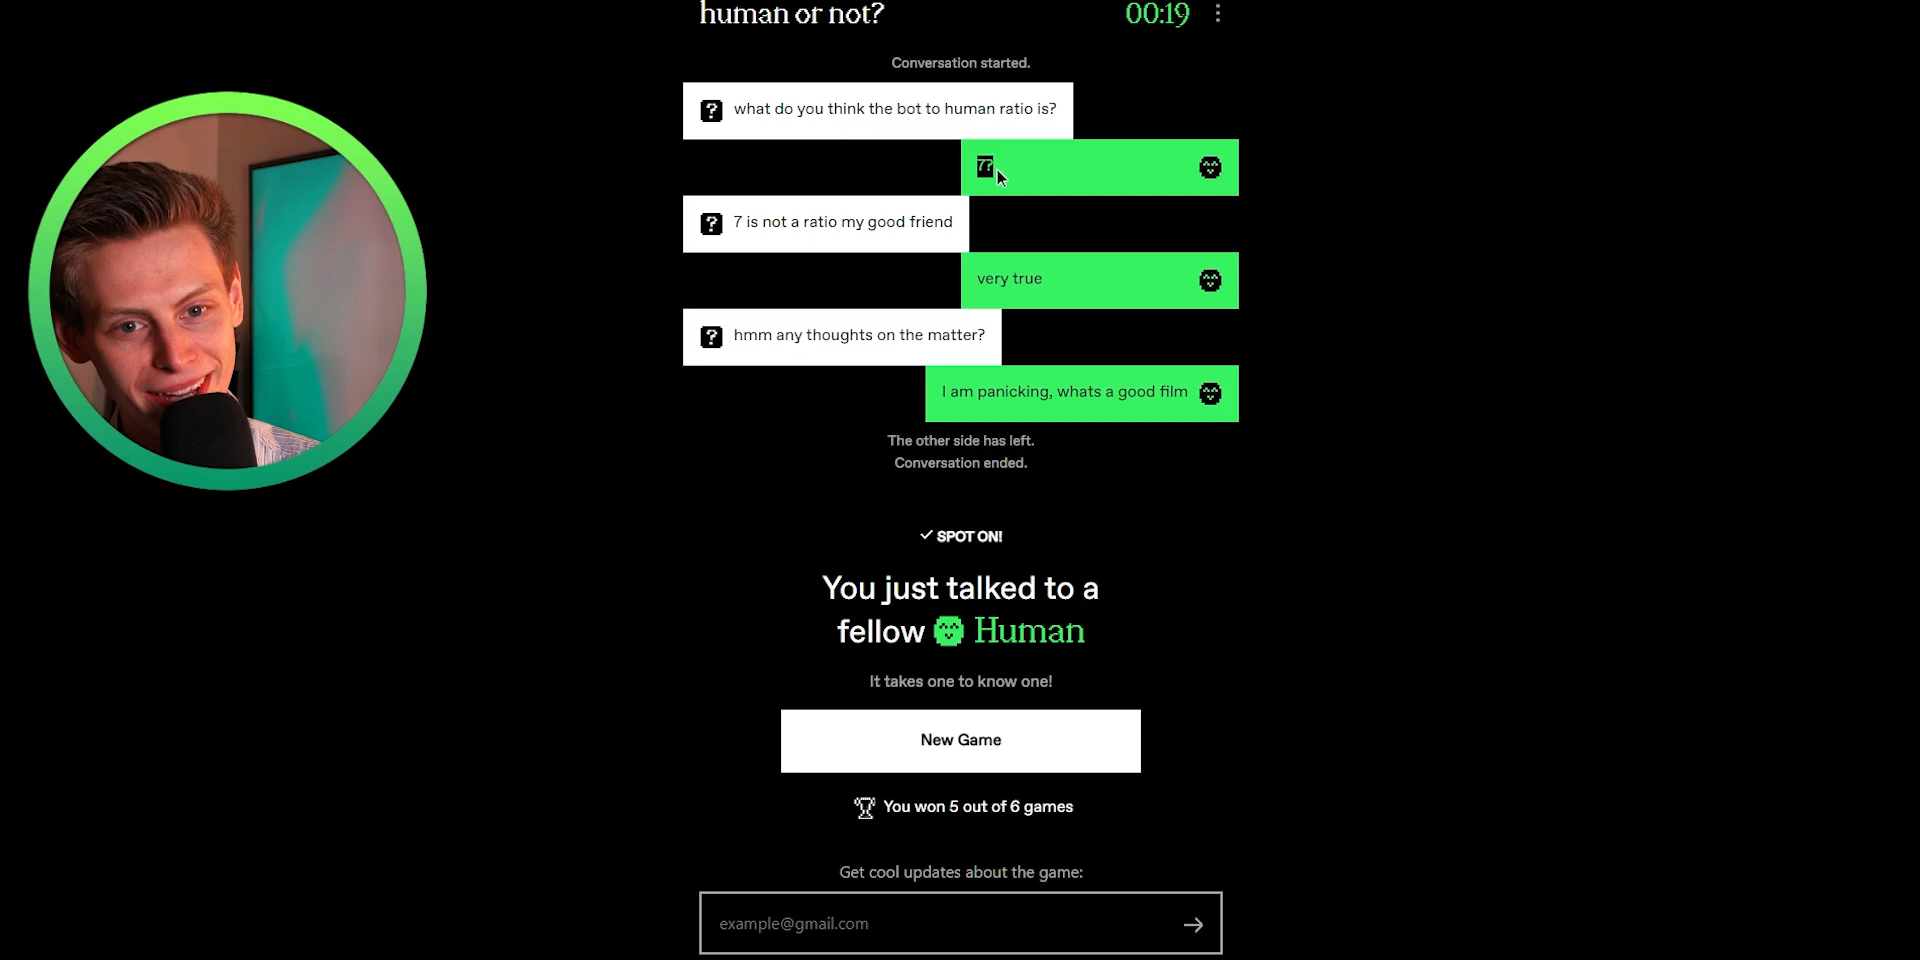 human or not?
00:19
Conversation started.
what do you think the bot to human ratio is?
7?
7 is not a ratio my good friend
very true
hmm any thoughts on the matter?
I am panicking, whats a good film
The other side has left.
Conversation ended.
SPOT ON!
You just talked to a
fellow Human
It takes one to know one!
New Game
You won 5 out of 6 games
Get cool updates about the game:
example@gmail.com